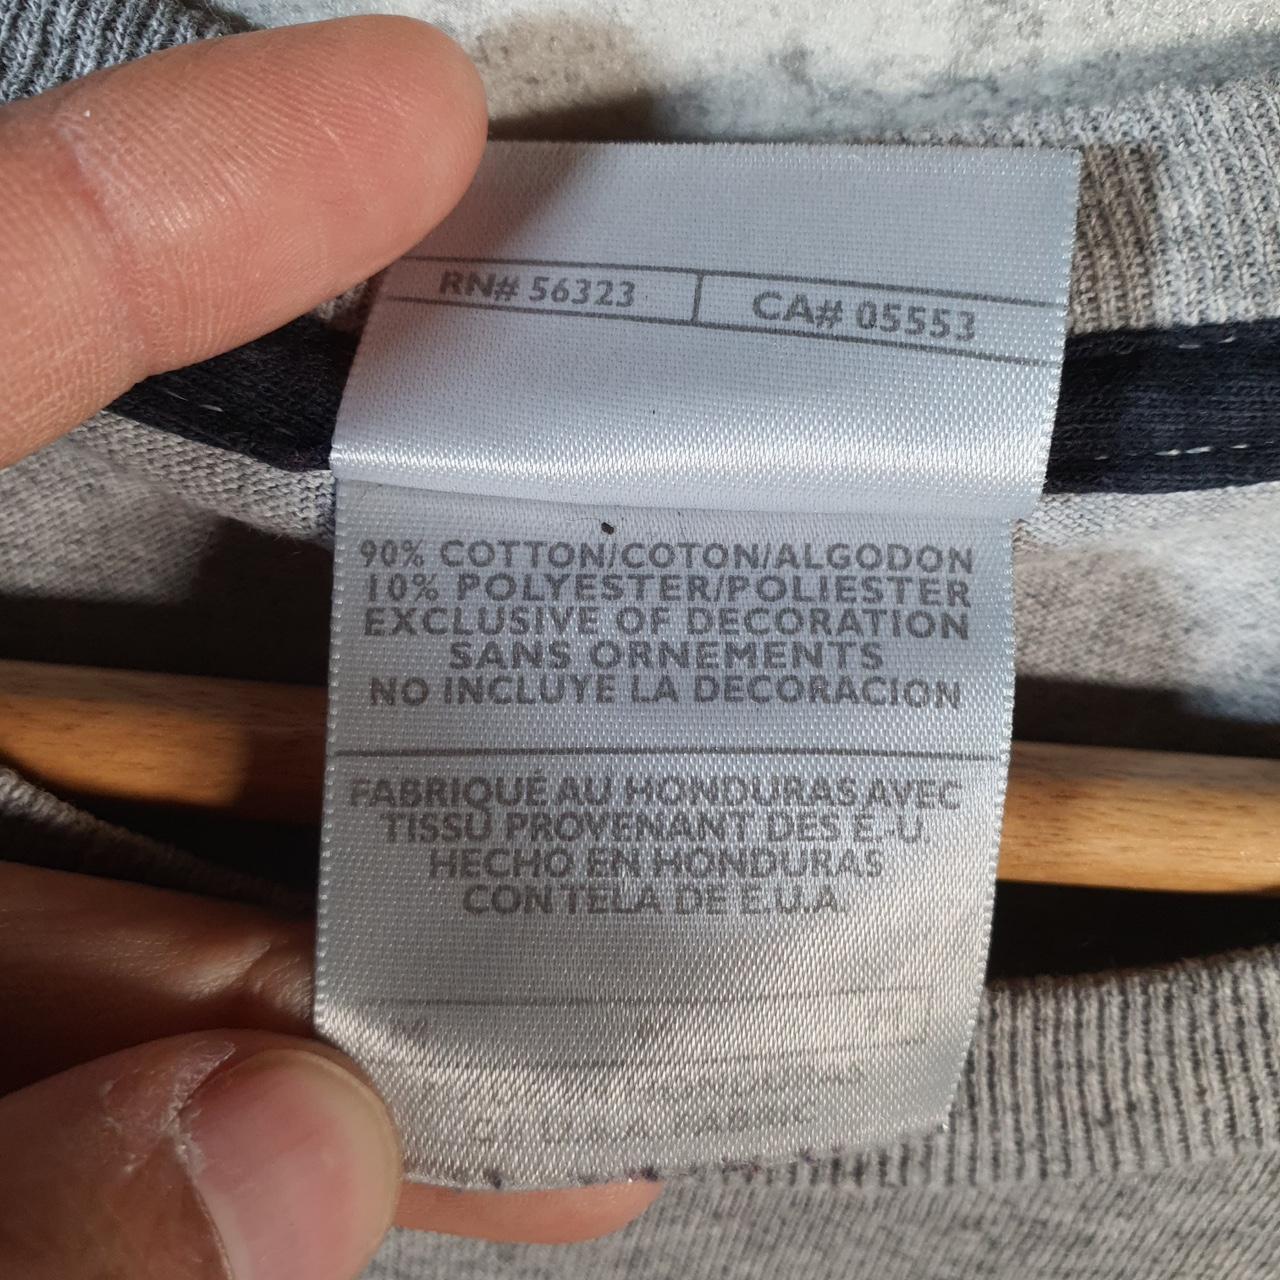 RN# 56323 CA# 05553
90% COTTON/COTON/ALGODON
10% POLYESTER/POLIESTER
EXCLUSIVE OF DECORATION
SANS ORNEMENTS
NO INCLUYE LA DECORACION
FABRIQUÉ AU HONDURAS AVEC
TISSU PROVENANT DES É.-U.
HECHO EN HONDURAS
CON TELA DE E.U.A.